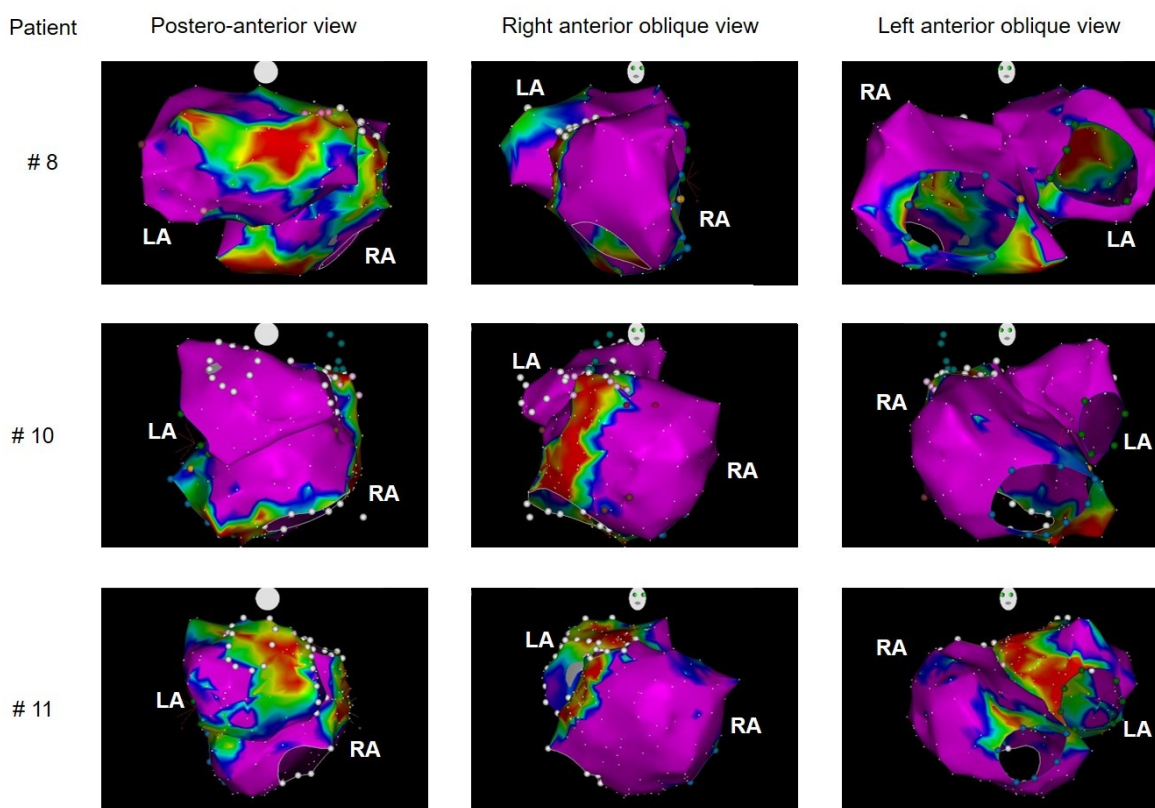 Patient Postero-anterior view Right anterior oblique view Left anterior oblique view
# 8
LA RA
LA RA
RA LA
# 10
LA RA
LA RA
RA LA
# 11
LA RA
LA RA
RA LA